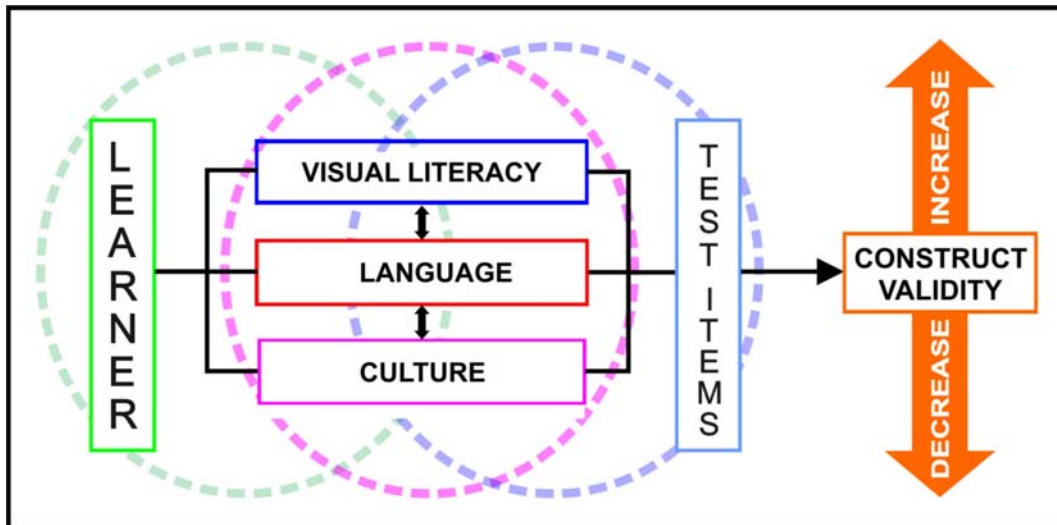 LEARNER
VISUAL LITERACY
LANGUAGE
CULTURE
TEST ITEMS
INCREASE
CONSTRUCT
VALIDITY
DECREASE